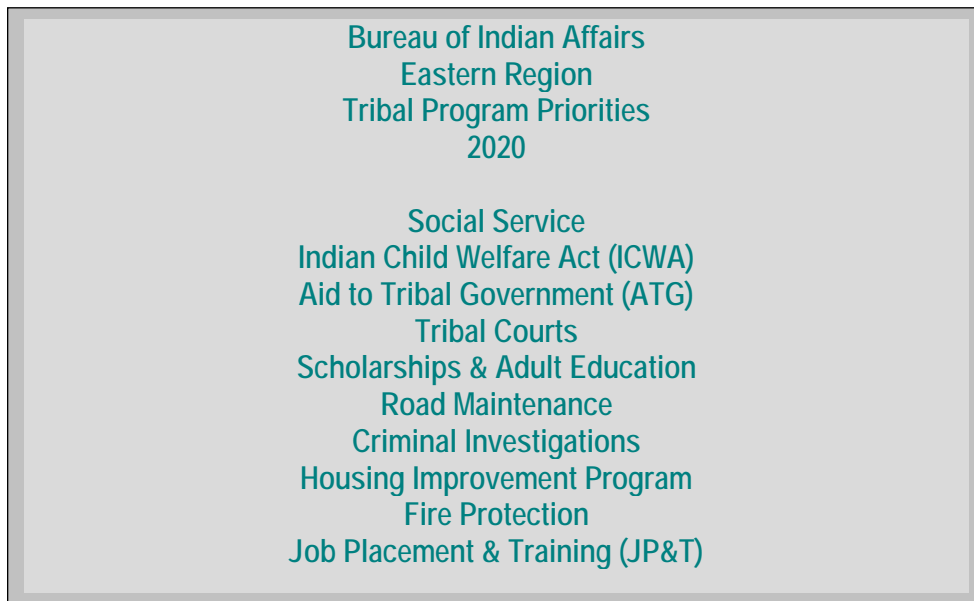 Bureau of Indian Affairs
Eastern Region
Tribal Program Priorities
2020
Social Service
Indian Child Welfare Act (ICWA)
Aid to Tribal Government (ATG)
Tribal Courts
Scholarships & Adult Education
Road Maintenance
Criminal Investigations
Housing Improvement Program
Fire Protection
Job Placement & Training (JP&T)